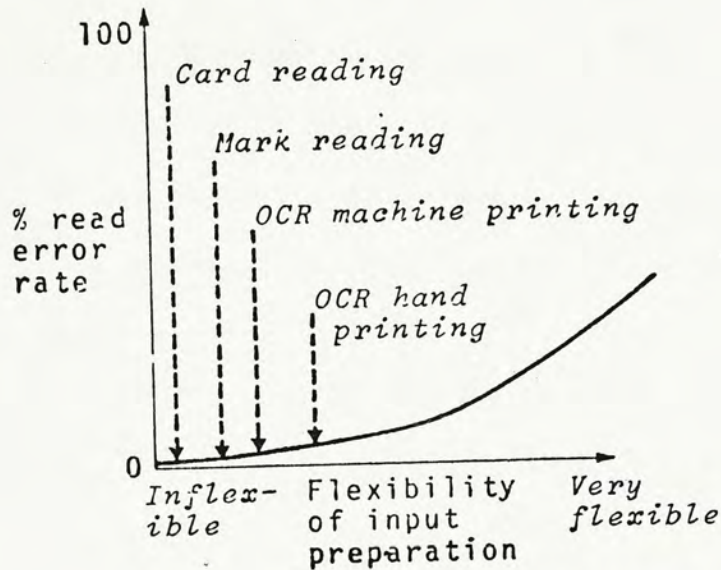 100
Card reading
Mark reading
% read
error
rate
OCR machine printing
OCR hand
printing
0
Inflex-
ible
Flexibility
of input
preparation
Very
flexible